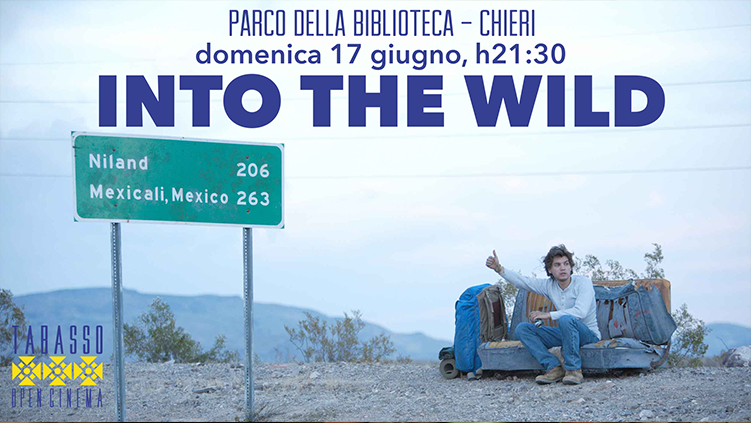 PARCO DELLA BIBLIOTECA – CHIERI
domenica 17 giugno, h21:30
INTO THE WILD
Niland 206
Mexicali, Mexico 263
TARASSO
OPEN CINEMA